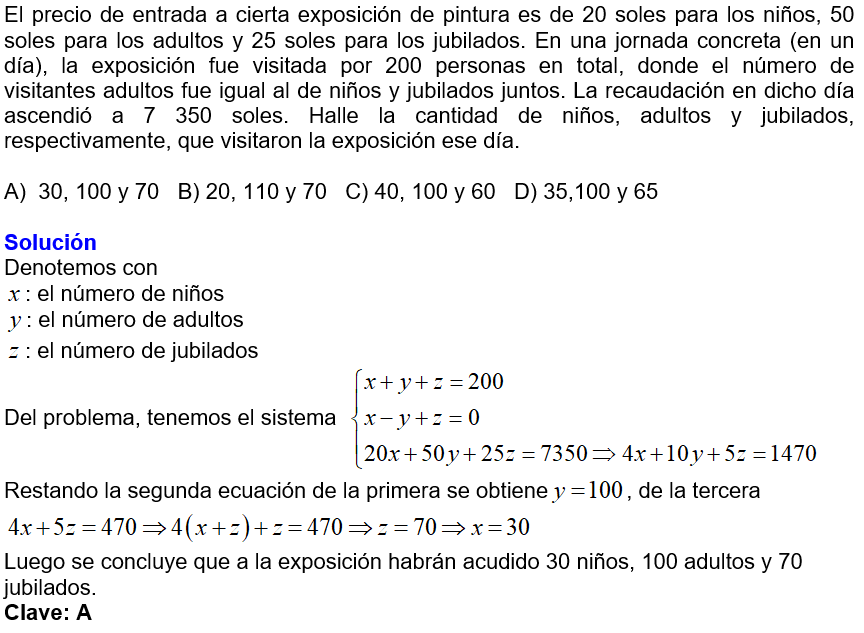 El precio de entrada a cierta exposición de pintura es de 20 soles para los niños, 50
soles para los adultos y 25 soles para los jubilados. En una jornada concreta (en un
día), la exposición fue visitada por 200 personas en total, donde el número de
visitantes adultos fue igual al de niños y jubilados juntos. La recaudación en dicho día
ascendió a 7 350 soles. Halle la cantidad de niños, adultos y jubilados,
respectivamente, que visitaron la exposición ese día.
A) 30, 100 y 70 B) 20, 110 y 70 C) 40, 100 y 60 D) 35,100 y 65
Solución
Denotemos con
x : el número de niños
y : el número de adultos
z : el número de jubilados
x + y + z = 200
Del problema, tenemos el sistema { x − y + z = 0
20x + 50y + 25z = 7350 ⇒ 4x + 10y + 5z = 1470
Restando la segunda ecuación de la primera se obtiene y = 100 , de la tercera
4x + 5z = 470 ⇒ 4(x + z) + z = 470 ⇒ z = 70 ⇒ x = 30
Luego se concluye que a la exposición habrán acudido 30 niños, 100 adultos y 70
jubilados.
Clave: A